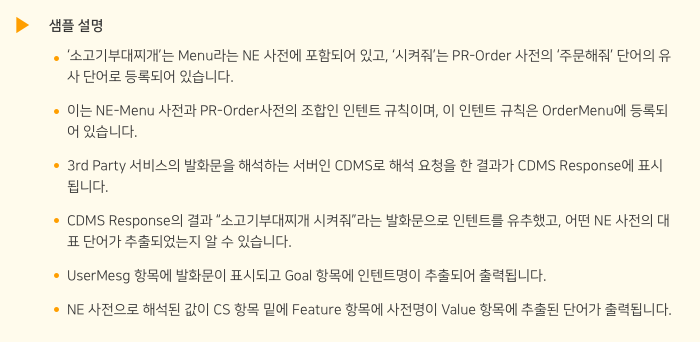 샘플 설명
'소고기부대찌개'는 Menu라는 NE 사전에 포함되어 있고, '시켜줘'는 PR-Order 사전의 '주문해줘' 단어의 유
사 단어로 등록되어 있습니다.
이는 NE-Menu 사전과 PR-Order사전의 조합인 인텐트 규칙이며, 이 인텐트 규칙은 OrderMenu에 등록되
어 있습니다.
3rd Party 서비스의 발화문을 해석하는 서버인 CDMS로 해석 요청을 한 결과가 CDMS Response에 표시
됩니다.
CDMS Response의 결과 "소고기부대찌개 시켜줘"라는 발화문으로 인텐트를 유추했고, 어떤 NE 사전의 대
표 단어가 추출되었는지 알 수 있습니다.
UserMesg 항목에 발화문이 표시되고 Goal 항목에 인텐트명이 추출되어 출력됩니다.
NE 사전으로 해석된 값이 CS 항목 밑에 Feature 항목에 사전명이 Value 항목에 추출된 단어가 출력됩니다.